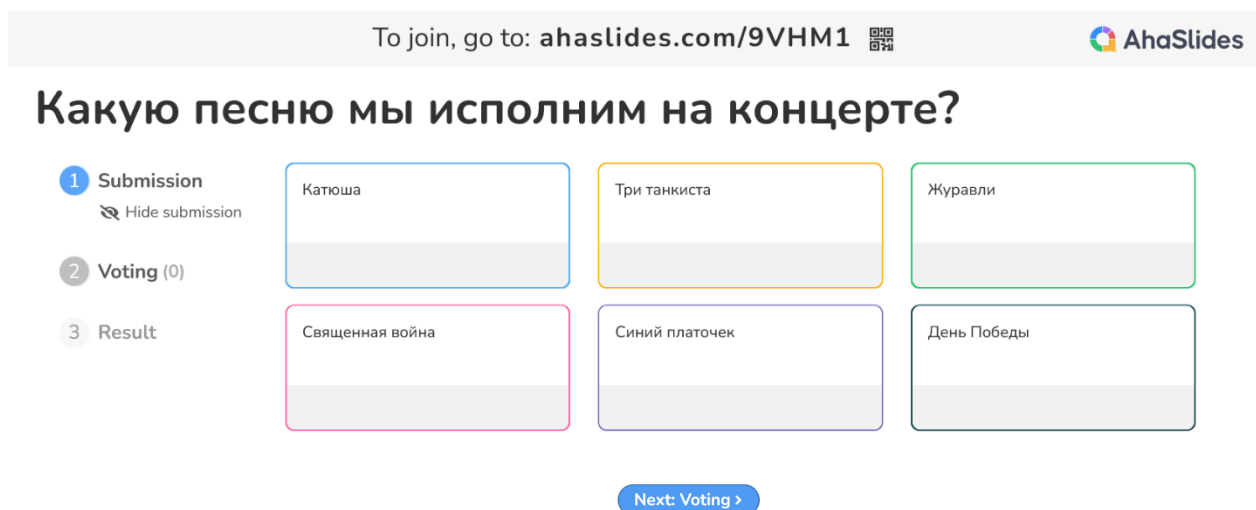 To join, go to: ahaslides.com/9VHM1
AhaSlides
Какую песню мы исполним на концерте?
1 Submission
Hide submission
2 Voting (0)
3 Result
Катюша
Три танкиста
Журавли
Священная война
Синий платочек
День Победы
Next: Voting >